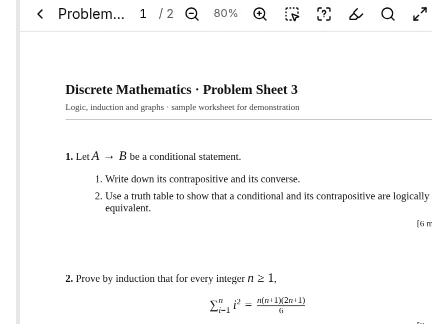 Problem... 1 / 2 80%
Discrete Mathematics · Problem Sheet 3
Logic, induction and graphs · sample worksheet for demonstration
1. Let A → B be a conditional statement.
1. Write down its contrapositive and its converse.
2. Use a truth table to show that a conditional and its contrapositive are logically
equivalent.
[6 m
2. Prove by induction that for every integer n ≥ 1,
∑_{i=1}^{n} i² = n(n+1)(2n+1)/6